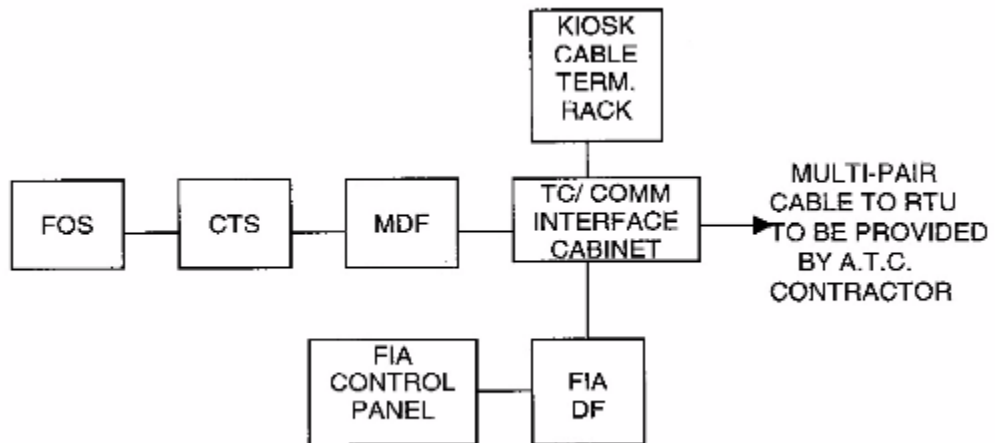 KIOSK
CABLE
TERM.
RACK
FOS
CTS
MDF
TC/ COMM
INTERFACE
CABINET
MULTI-PAIR
CABLE TO RTU
TO BE PROVIDED
BY A.T.C.
CONTRACTOR
FIA
CONTROL
PANEL
FIA
DF